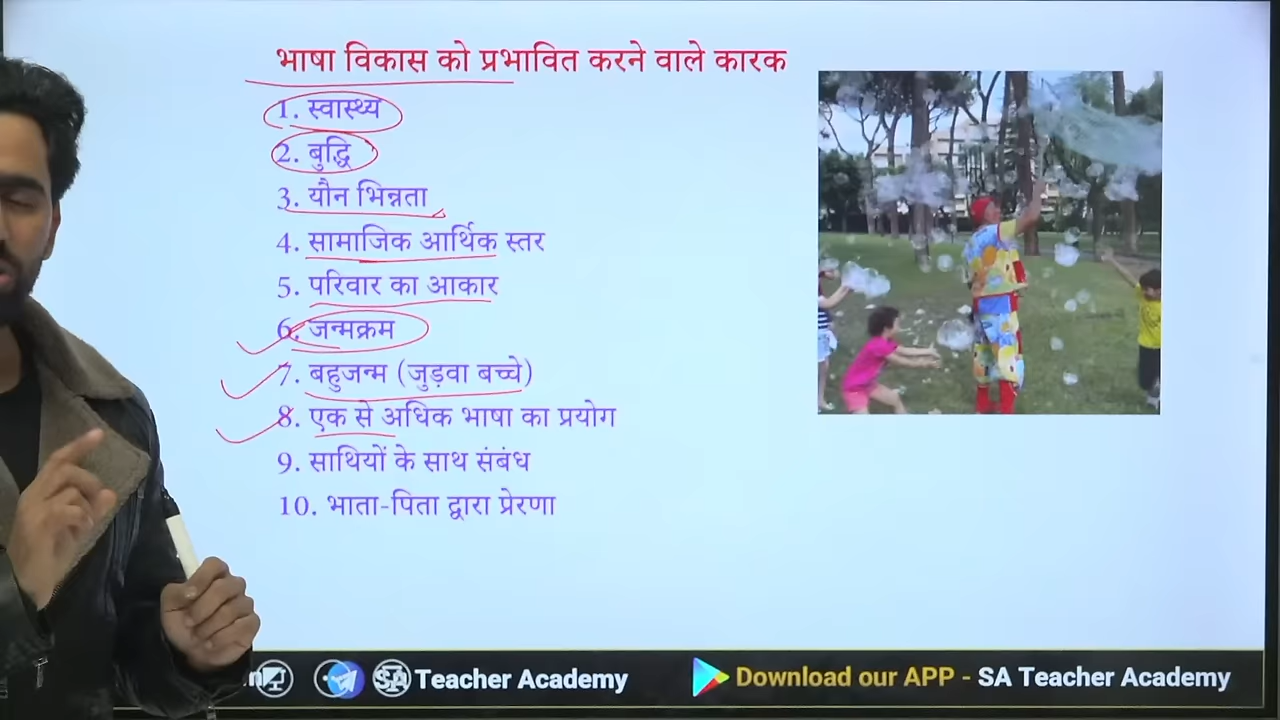 भाषा विकास को प्रभावित करने वाले कारक
1. स्वास्थ्य
2. बुद्धि
3. यौन भिन्नता
4. सामाजिक आर्थिक स्तर
5. परिवार का आकार
6. जन्मक्रम
7. बहुजन्म (जुड़वा बच्चे)
8. एक से अधिक भाषा का प्रयोग
9. साथियों के साथ संबंध
10. भाता-पिता द्वारा प्रेरणा
SA Teacher Academy
Download our APP - SA Teacher Academy